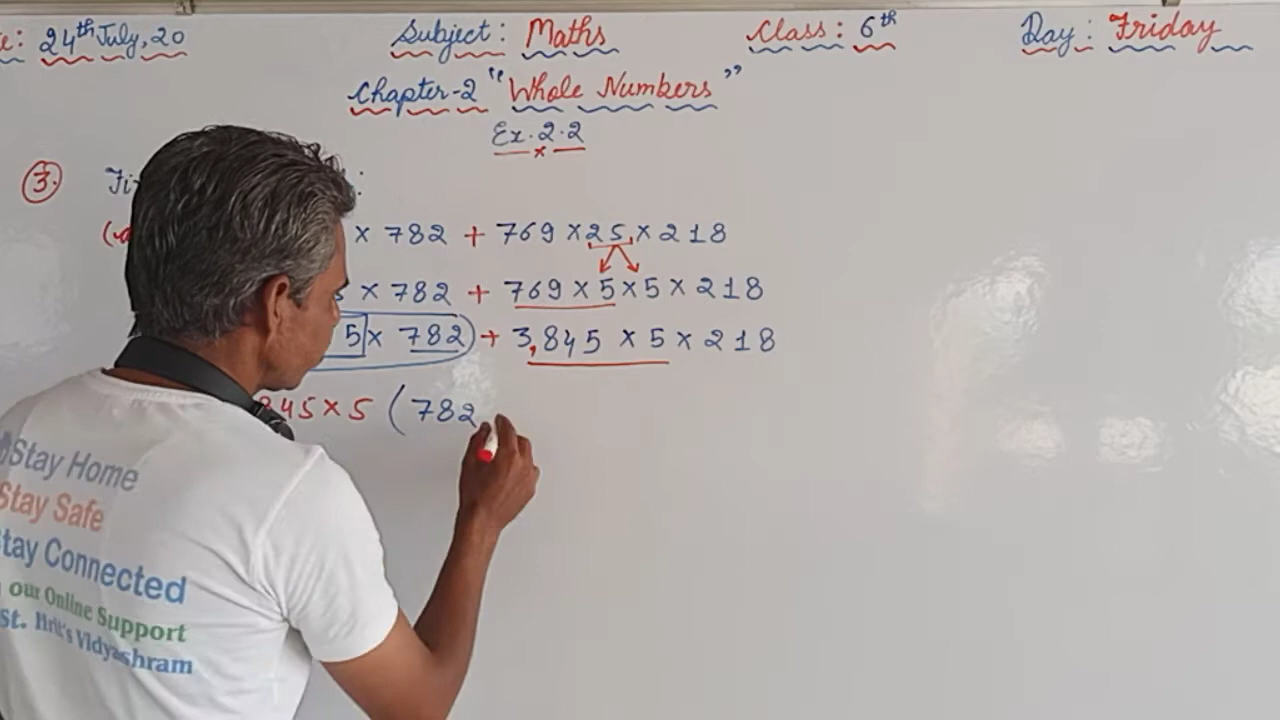 24th July, 20 Subject: Maths Class: 6th Day: Friday
Chapter-2 "Whole Numbers"
Ex. 2.2
3. :
× 782 + 769 × 25 × 218
× 782 + 769 × 5 × 5 × 218
5 × 782) + 3,845 × 5 × 218
845 × 5 (782
Stay Home
Stay Safe
Stay Connected
our Online Support
St. Vidyashram